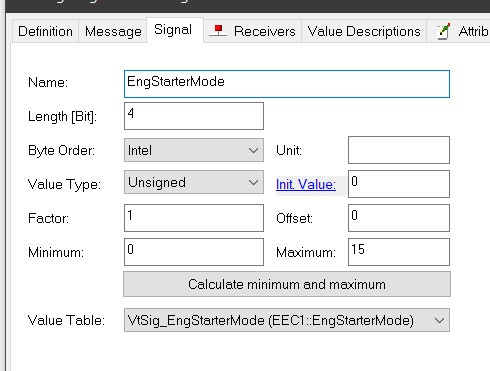 Definition Message Signal Receivers Value Descriptions Attrib
Name: EngStarterMode
Length [Bit]: 4
Byte Order: Intel Unit:
Value Type: Unsigned Init. Value: 0
Factor: 1 Offset: 0
Minimum: 0 Maximum: 15
Calculate minimum and maximum
Value Table: VtSig_EngStarterMode (EEC1::EngStarterMode)